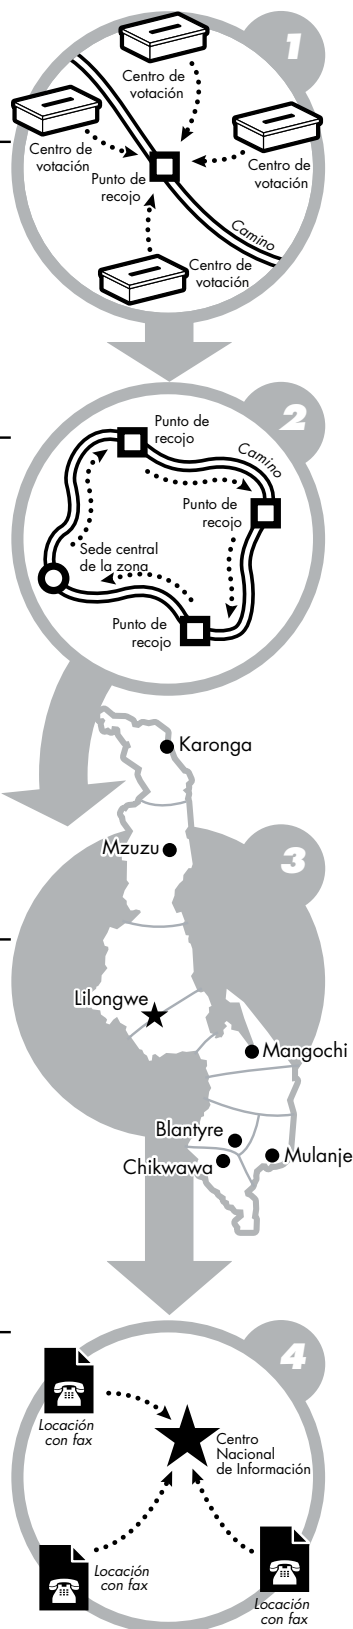 1
Centro de
votación
Centro de
votación
Centro de
votación
Punto de
recojo
Camino
Centro de
votación
2
Punto de
recojo
Camino
Punto de
recojo
Sede central
de la zona
Punto de
recojo
Karonga
3
Mzuzu
Lilongwe
Mangochi
Blantyre
Mulanje
Chikwawa
4
Locación
con fax
Centro
Nacional
de Información
Locación
con fax
Locación
con fax